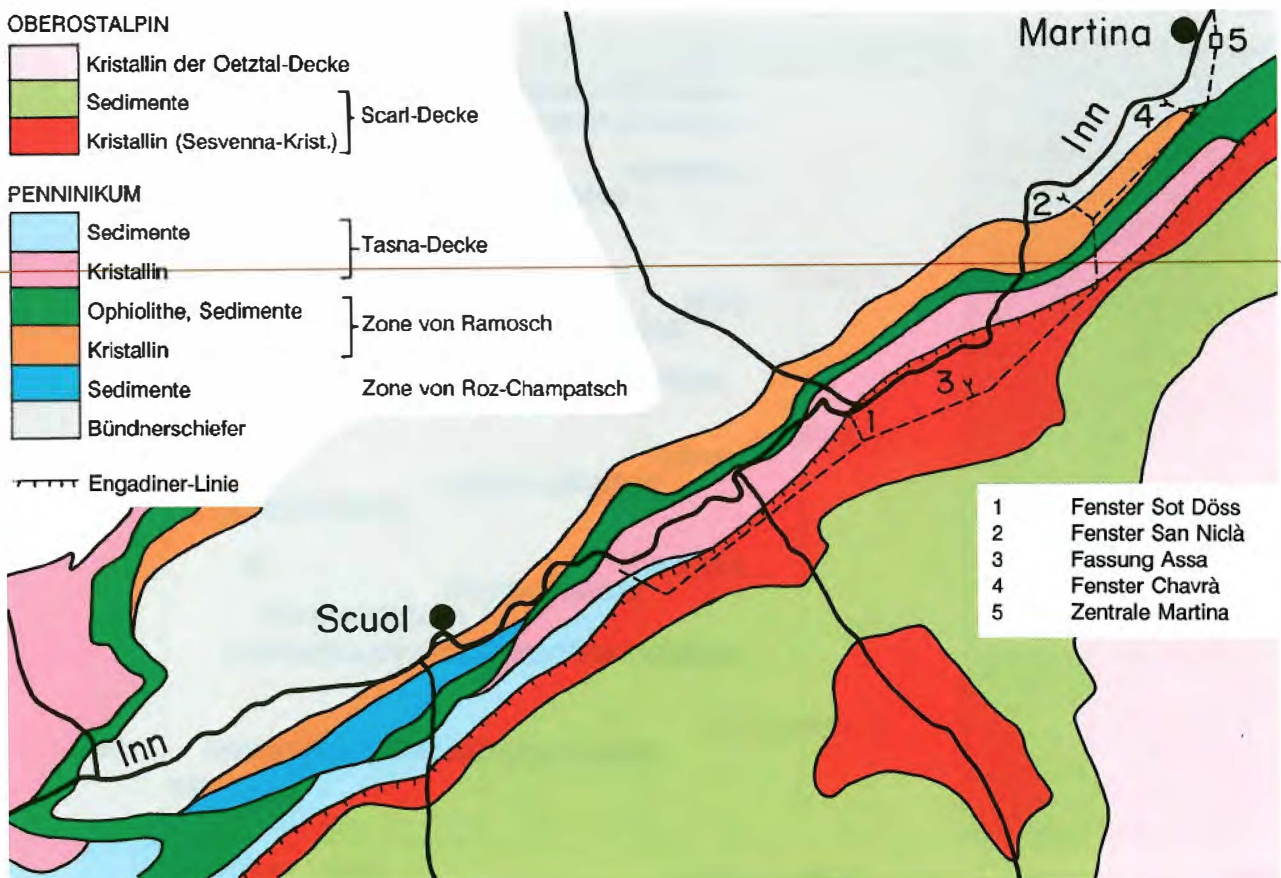 OBEROSTALPIN
Kristallin der Oetztal-Decke
Sedimente
Kristallin (Sesvenna-Krist.)
Scarl-Decke
PENNINIKUM
Sedimente
Kristallin
Tasna-Decke
Ophiolithe, Sedimente
Kristallin
Zone von Ramosch
Sedimente
Zone von Roz-Champatsch
Bündnerschiefer
Engadiner-Linie
Martina
5
4
Inn
2
3
1
Scuol
Inn
1 Fenster Sot Döss
2 Fenster San Niclà
3 Fassung Assa
4 Fenster Chavrà
5 Zentrale Martina